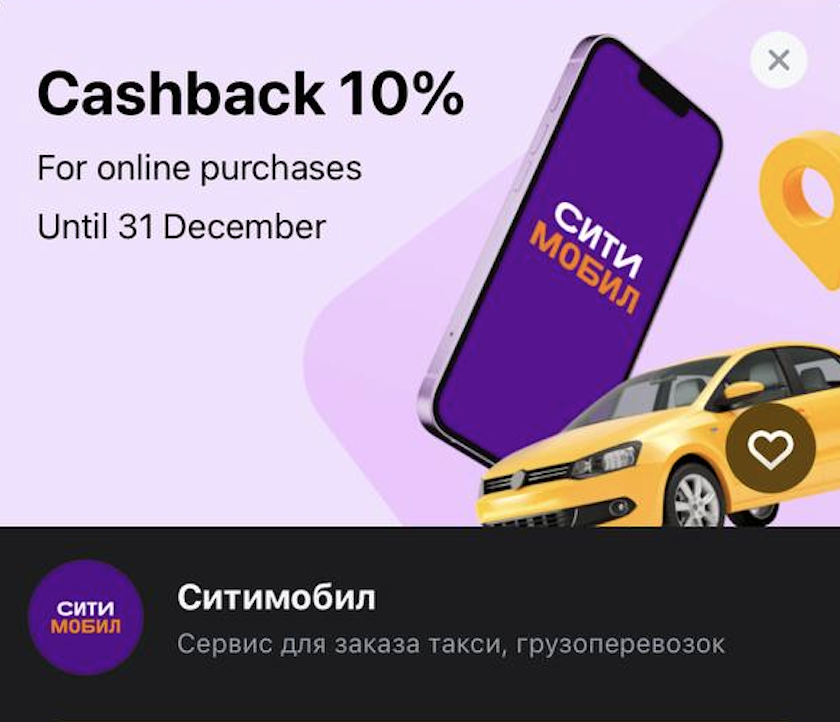 Cashback 10%
For online purchases
Until 31 December
СИТИ
МОБИЛ
СИТИ
МОБИЛ
Ситимобил
Сервис для заказа такси, грузоперевозок